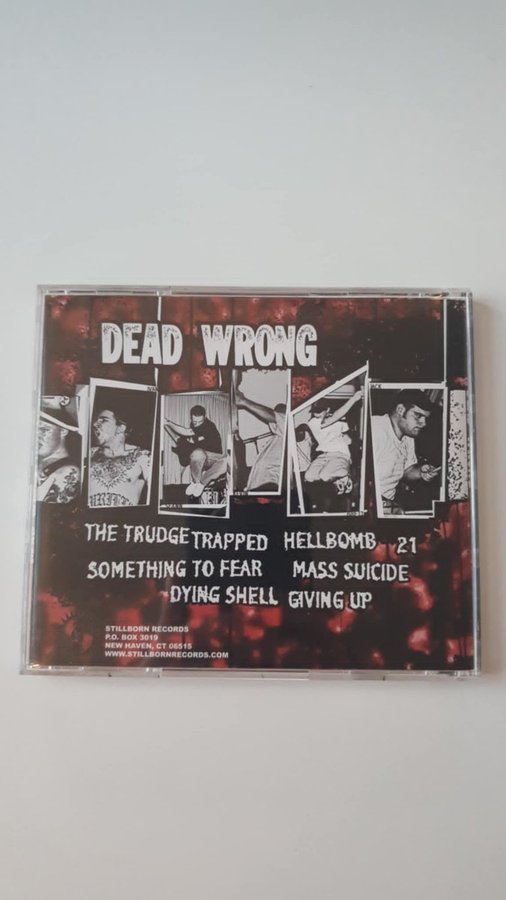 DEAD WRONG
THE TRUDGE TRAPPED HELLBOMB 21
SOMETHING TO FEAR MASS SUICIDE
DYING SHELL GIVING UP
STILLBORN RECORDS
P.O. BOX 3019
NEW HAVEN, CT 06515
WWW.STILLBORNRECORDS.COM